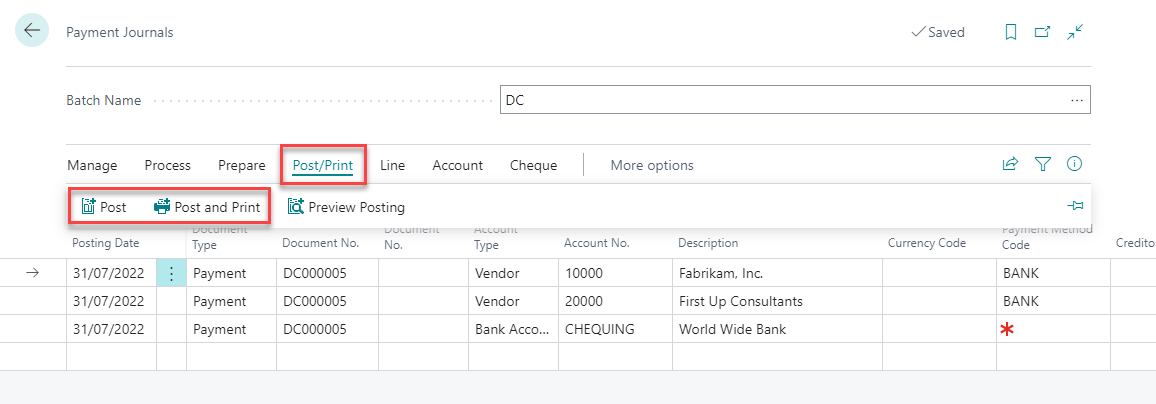 Payment Journals
Saved
Batch Name
DC
Manage Process Prepare Post/Print Line Account Cheque More options
Post Post and Print Preview Posting
Posting Date Document Type Document No. Document No. Account Type Account No. Description Currency Code Payment Method Code Creditor
31/07/2022 Payment DC000005 Vendor 10000 Fabrikam, Inc. BANK
31/07/2022 Payment DC000005 Vendor 20000 First Up Consultants BANK
31/07/2022 Payment DC000005 Bank Acco... CHEQUING World Wide Bank *